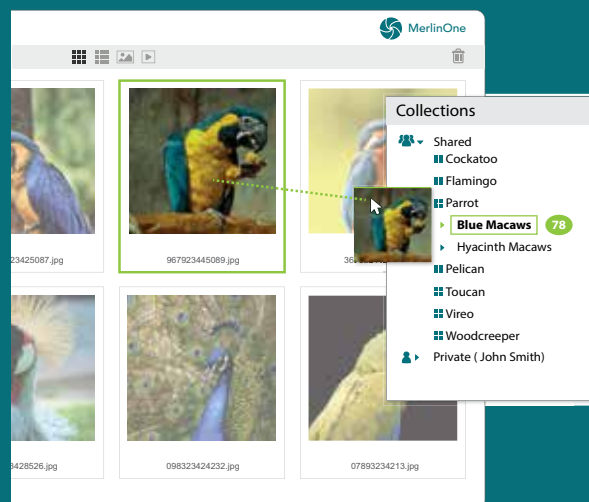 MerlinOne
Collections
Shared
Cockatoo
Flamingo
Parrot
Blue Macaws 78
Hyacinth Macaws
Pelican
Toucan
Vireo
Woodcreeper
Private ( John Smith)
23425087.jpg
967923445089.jpg
3428526.jpg
098323424232.jpg
07893234213.jpg